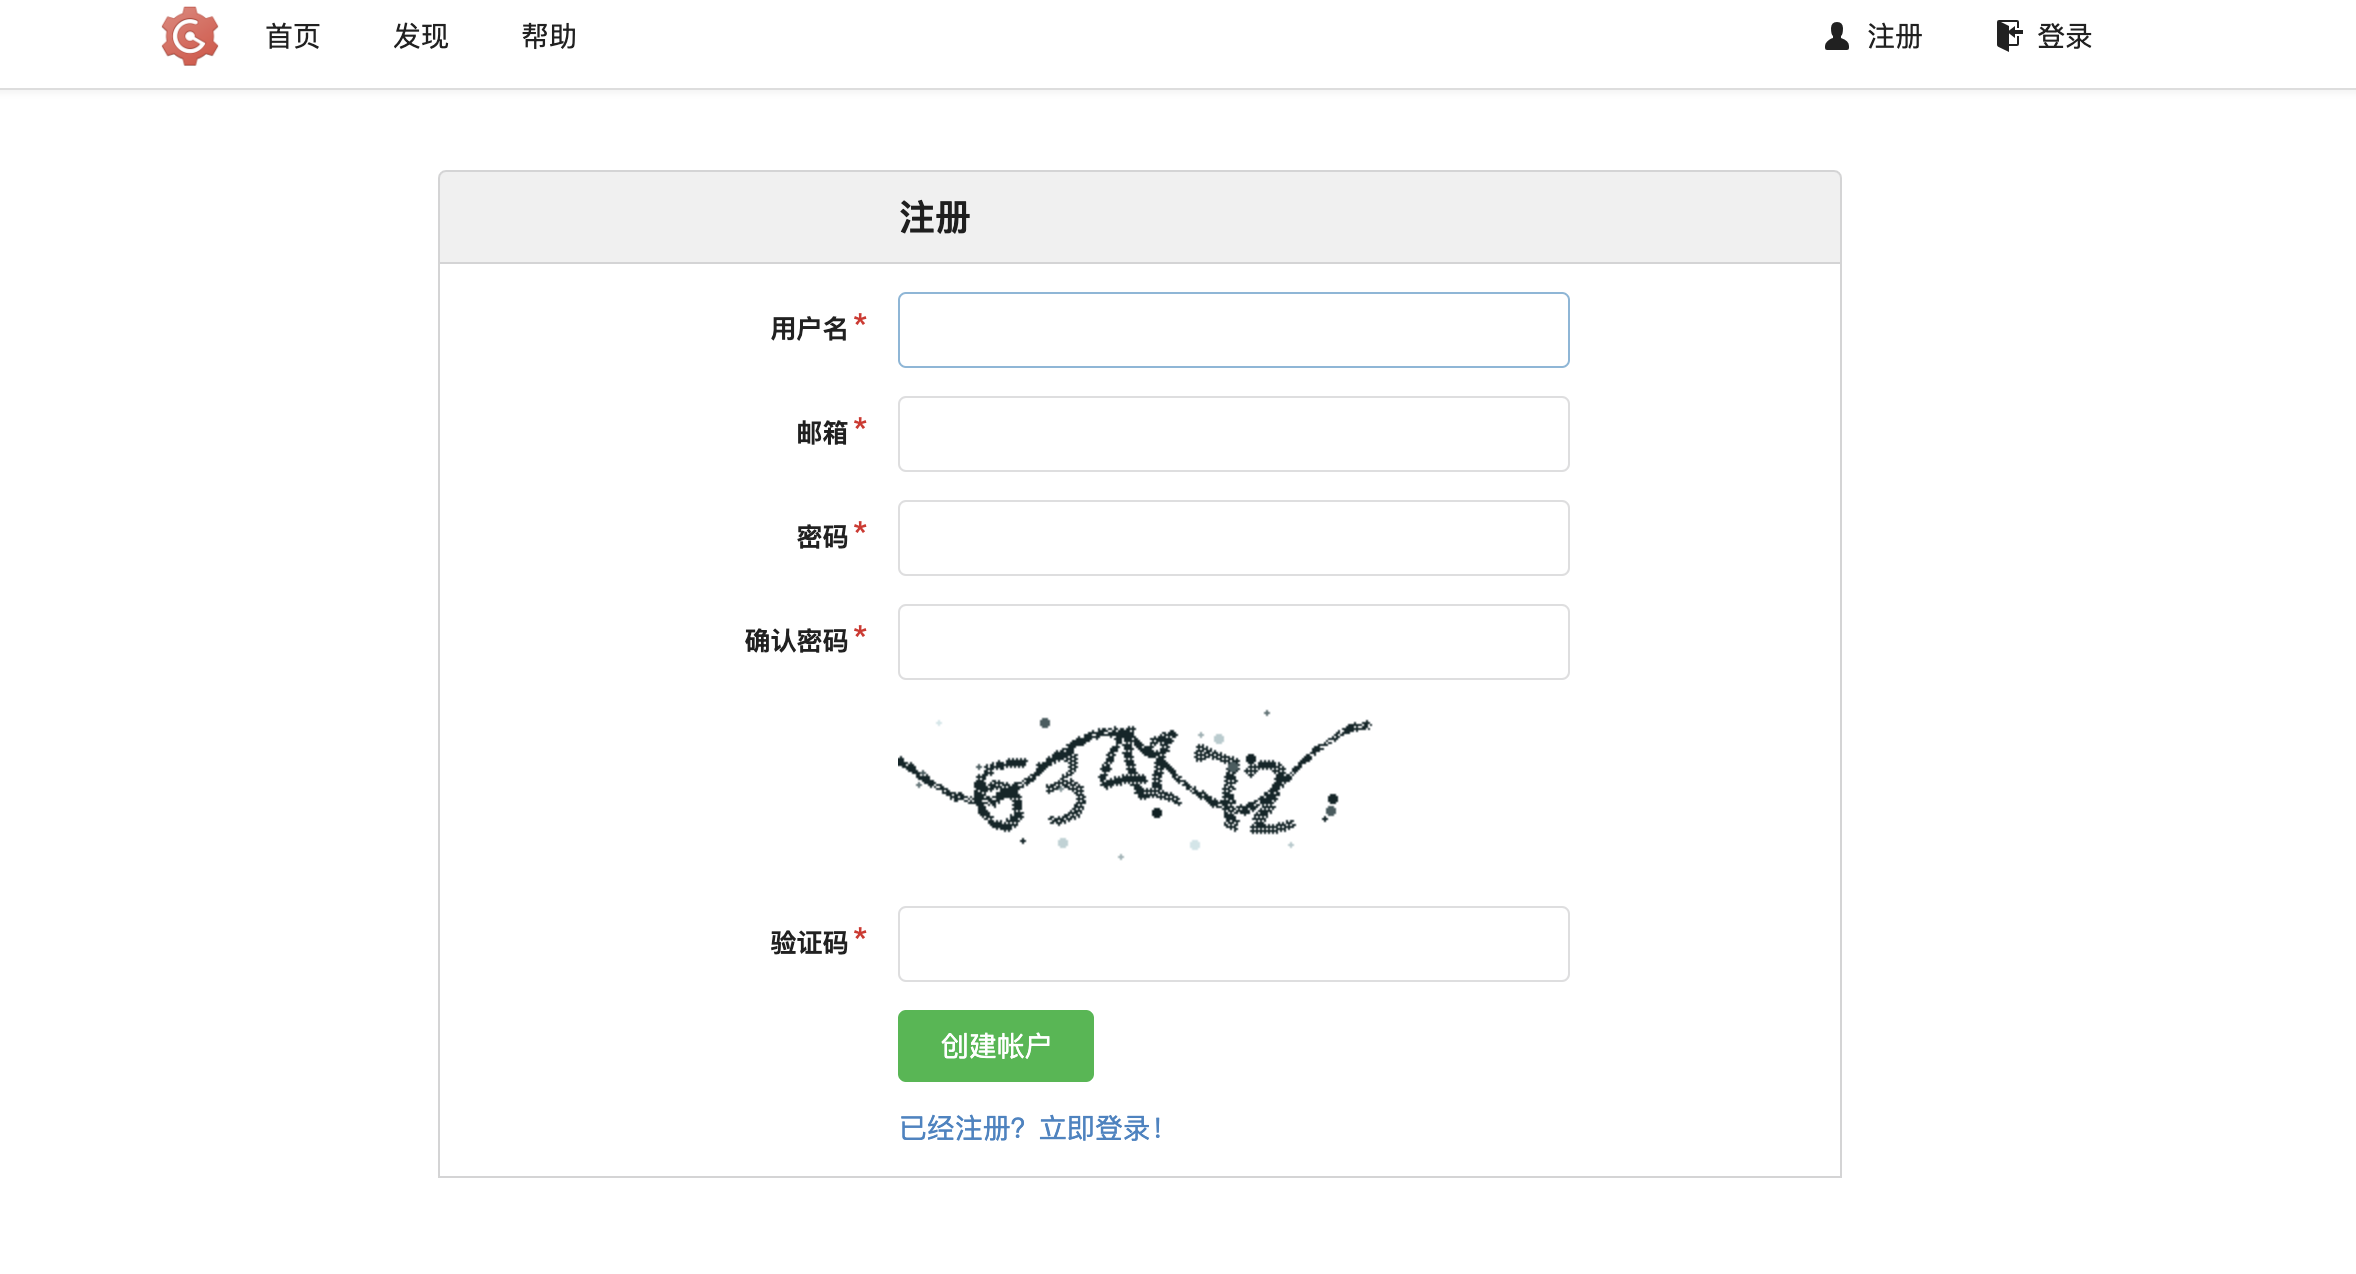 首页 发现 帮助 注册 登录
注册
用户名*
邮箱*
密码*
确认密码*
验证码*
创建帐户
已经注册？立即登录！